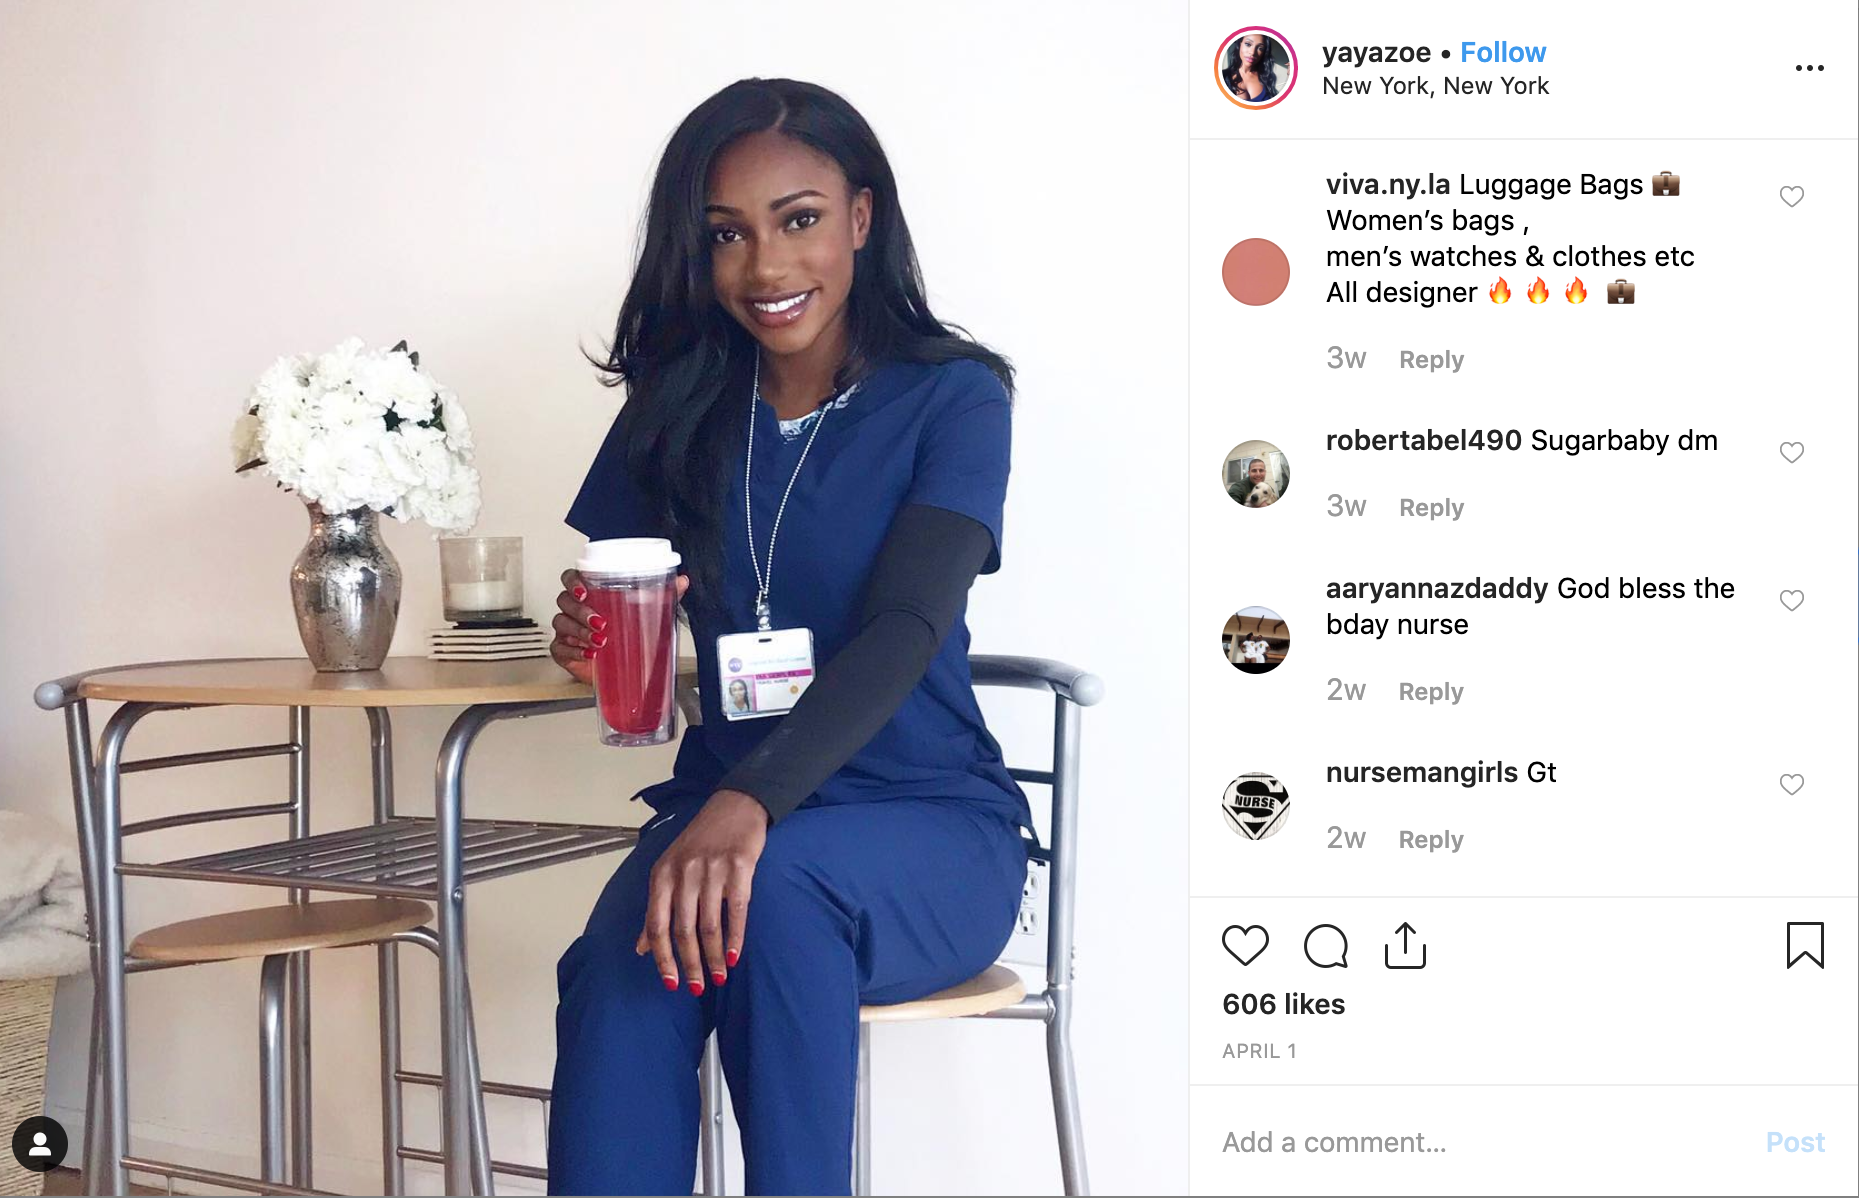 yayazoe • Follow
New York, New York
viva.ny.la Luggage Bags 💼
Women’s bags ,
men’s watches & clothes etc
All designer 🔥 🔥 🔥 💼
3w Reply
robertabel490 Sugarbaby dm
3w Reply
aaryannazdaddy God bless the
bday nurse
2w Reply
NURSE
nursemangirls Gt
2w Reply
606 likes
APRIL 1
Add a comment... Post